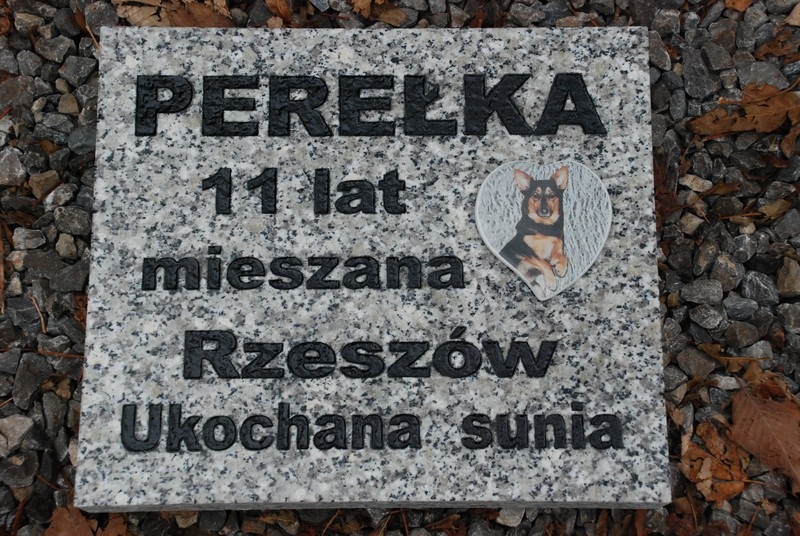 PEREŁKA
11 lat
mieszana
Rzeszów
Ukochana sunia